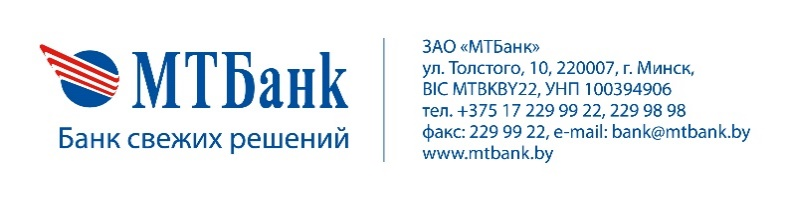 МТБанк
Банк свежих решений
ЗАО «МТБанк»
ул. Толстого, 10, 220007, г. Минск,
BIC MTBKBY22, УНП 100394906
тел. +375 17 229 99 22, 229 98 98
факс: 229 99 22, e-mail: bank@mtbank.by
www.mtbank.by